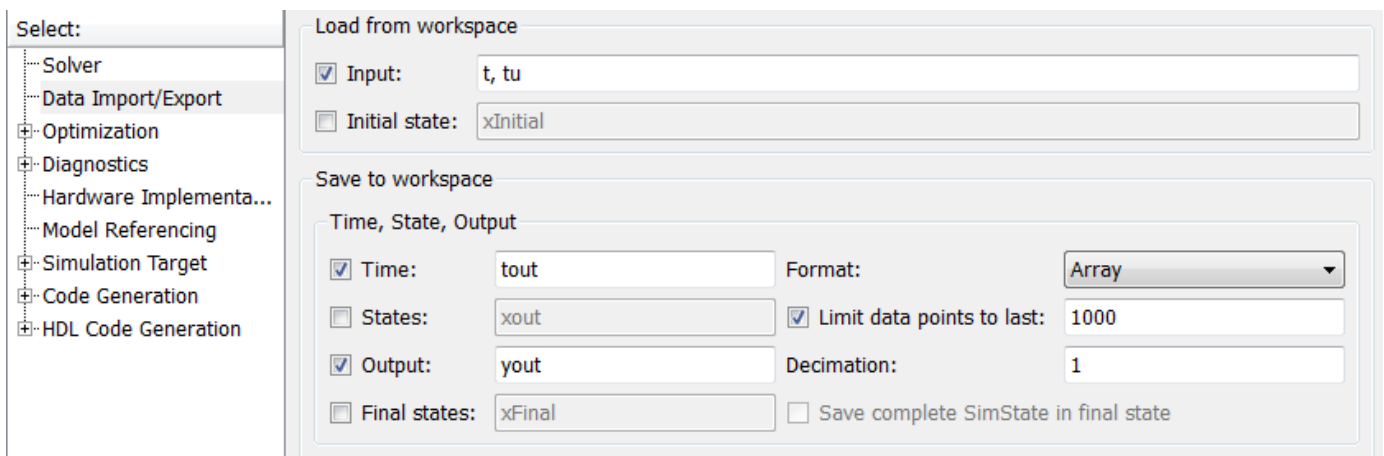 Select:
Solver
Data Import/Export
Optimization
Diagnostics
Hardware Implementa...
Model Referencing
Simulation Target
Code Generation
HDL Code Generation
Load from workspace
Input: t, tu
Initial state: xInitial
Save to workspace
Time, State, Output
Time: tout Format: Array
States: xout Limit data points to last: 1000
Output: yout Decimation: 1
Final states: xFinal Save complete SimState in final state